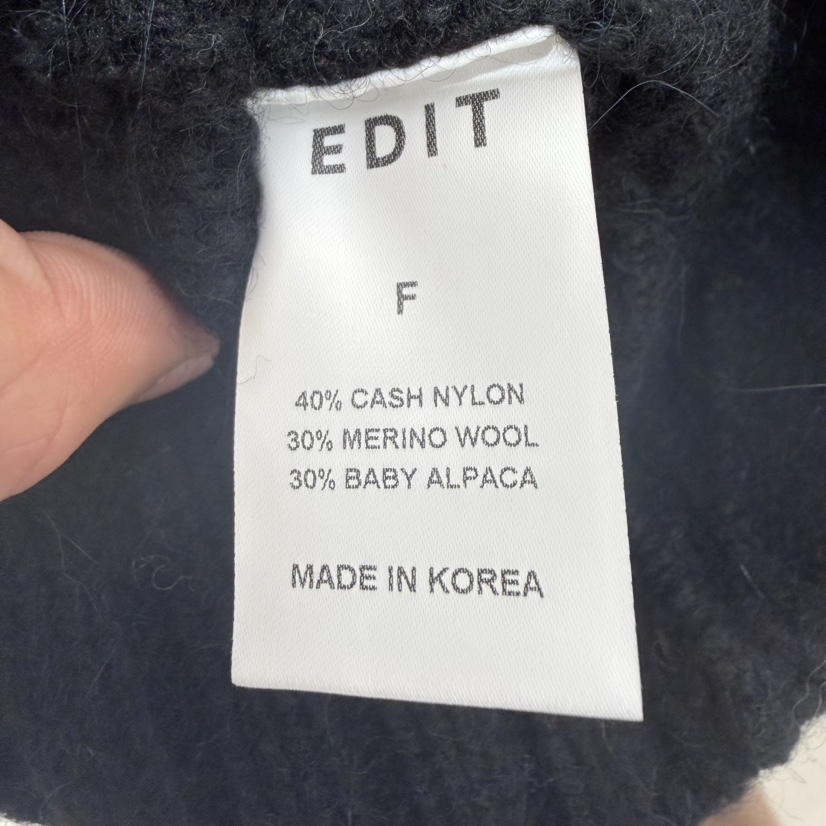 EDIT
F
40% CASH NYLON
30% MERINO WOOL
30% BABY ALPACA
MADE IN KOREA